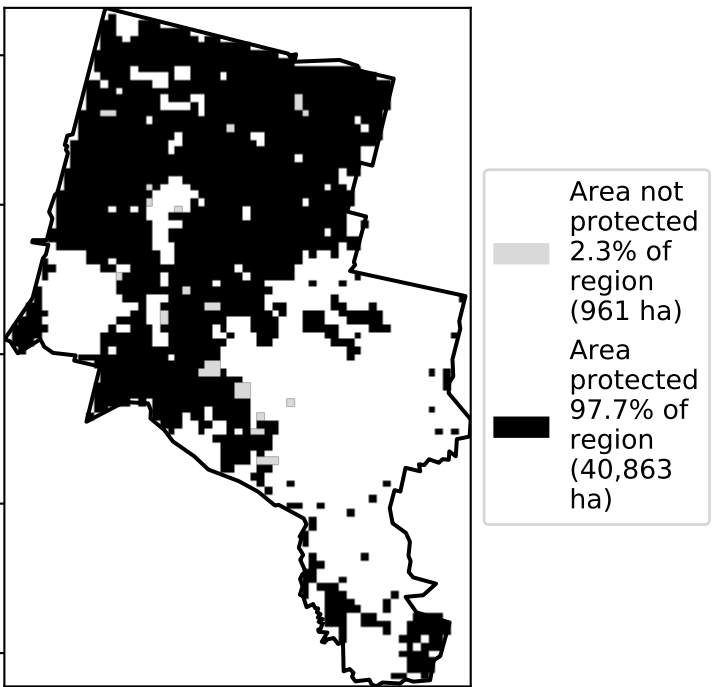 Area not
protected
2.3% of
region
(961 ha)
Area
protected
97.7% of
region
(40,863
ha)